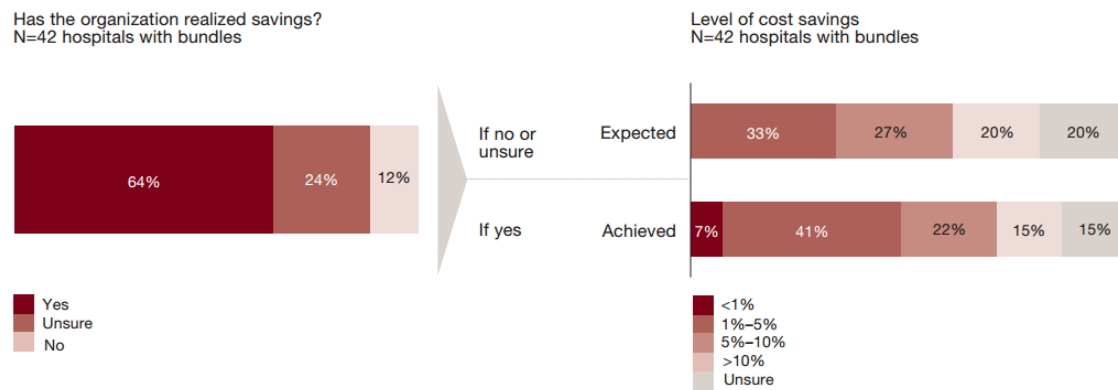 Has the organization realized savings?
N=42 hospitals with bundles
64%
24%
12%
Yes
Unsure
No
If no or
unsure
If yes
Level of cost savings
N=42 hospitals with bundles
Expected
33%
27%
20%
20%
Achieved
7%
41%
22%
15%
15%
<1%
1%–5%
5%–10%
>10%
Unsure